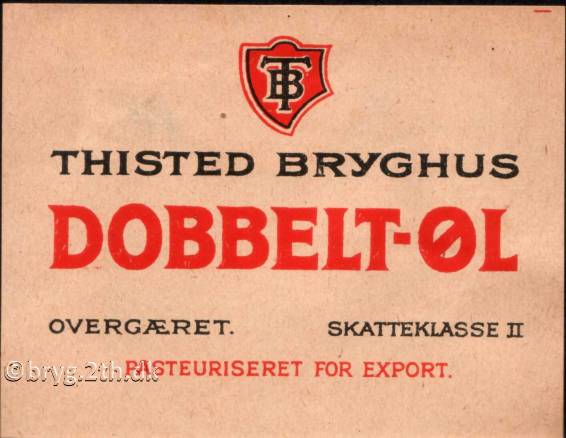 TB
THISTED BRYGHUS
DOBBELT-ØL
OVERGÆRET. SKATTEKLASSE II
PASTEURISERET FOR EXPORT.
©bryg.2th.dk